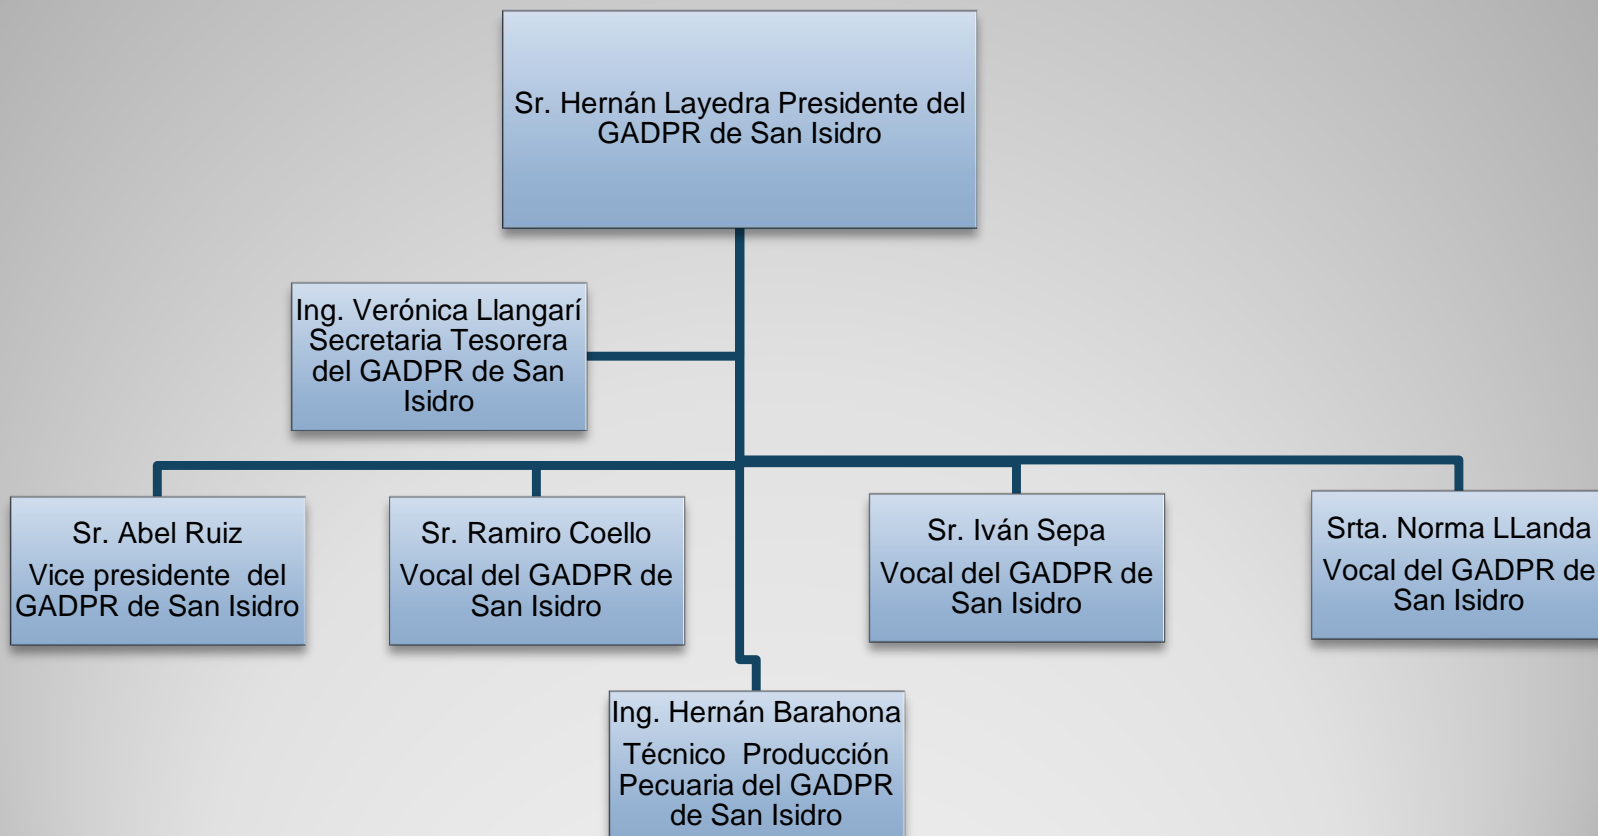 Sr. Hernán Layedra Presidente del
GADPR de San Isidro
Ing. Verónica Llangarí
Secretaria Tesorera
del GADPR de San
Isidro
Sr. Abel Ruiz
Vice presidente  del
GADPR de San Isidro
Sr. Ramiro Coello
Vocal del GADPR de
San Isidro
Sr. Iván Sepa
Vocal del GADPR de
San Isidro
Srta. Norma LLanda
Vocal del GADPR de
San Isidro
Ing. Hernán Barahona
Técnico  Producción
Pecuaria del GADPR
de San Isidro